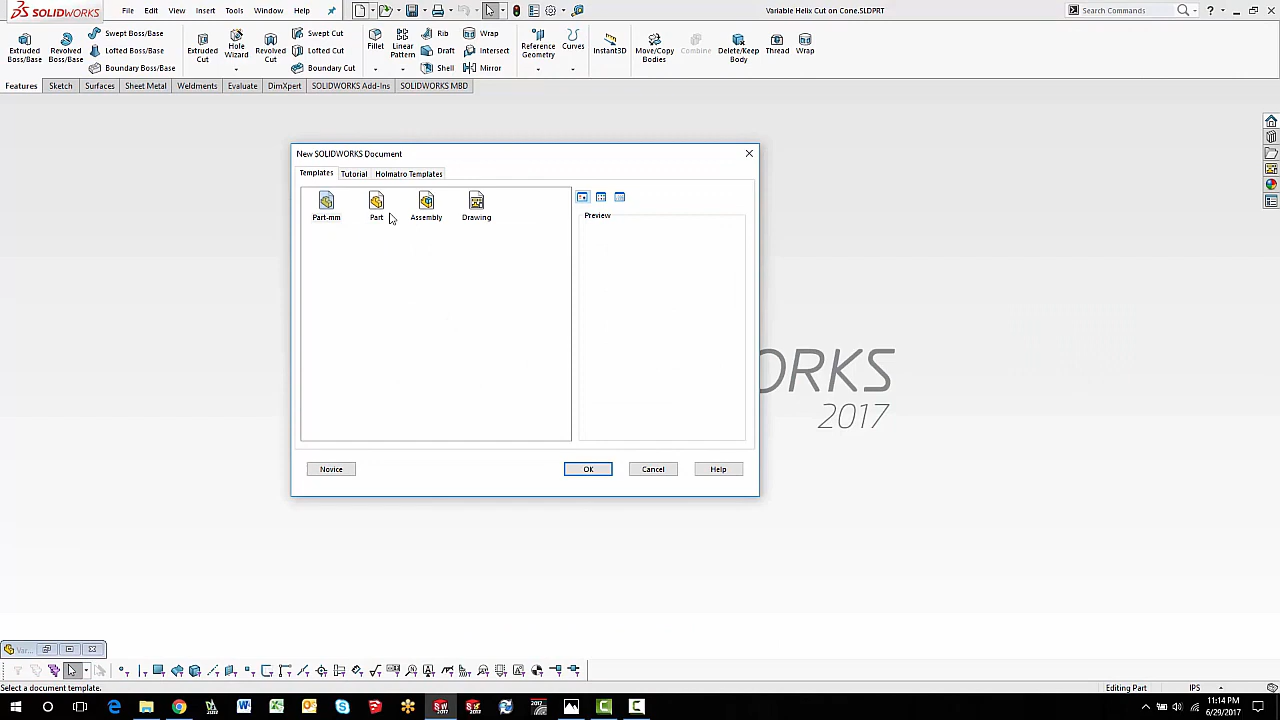 SOLIDWORKS File Edit View Insert Tools Window Help Variable Helix Cut on Cone.SLDPRT Search Commands
Extruded Boss/Base
Revolved Boss/Base
Swept Boss/Base
Lofted Boss/Base
Boundary Boss/Base
Extruded Cut
Hole Wizard
Revolved Cut
Swept Cut
Lofted Cut
Boundary Cut
Fillet
Linear Pattern
Rib
Draft
Shell
Wrap
Intersect
Mirror
Reference Geometry
Curves
Instant3D
Move/Copy Bodies
Combine
Delete/Keep Body
Thread
Wrap
Features Sketch Surfaces Sheet Metal Weldments Evaluate DimXpert SOLIDWORKS Add-Ins SOLIDWORKS MBD
New SOLIDWORKS Document
Templates Tutorial Holmatro Templates
Part-mm Part Assembly Drawing
Preview
ORKS
2017
Novice OK Cancel Help
Var...
Select a document template. Editing Part IPS
11:14 PM
6/29/2017